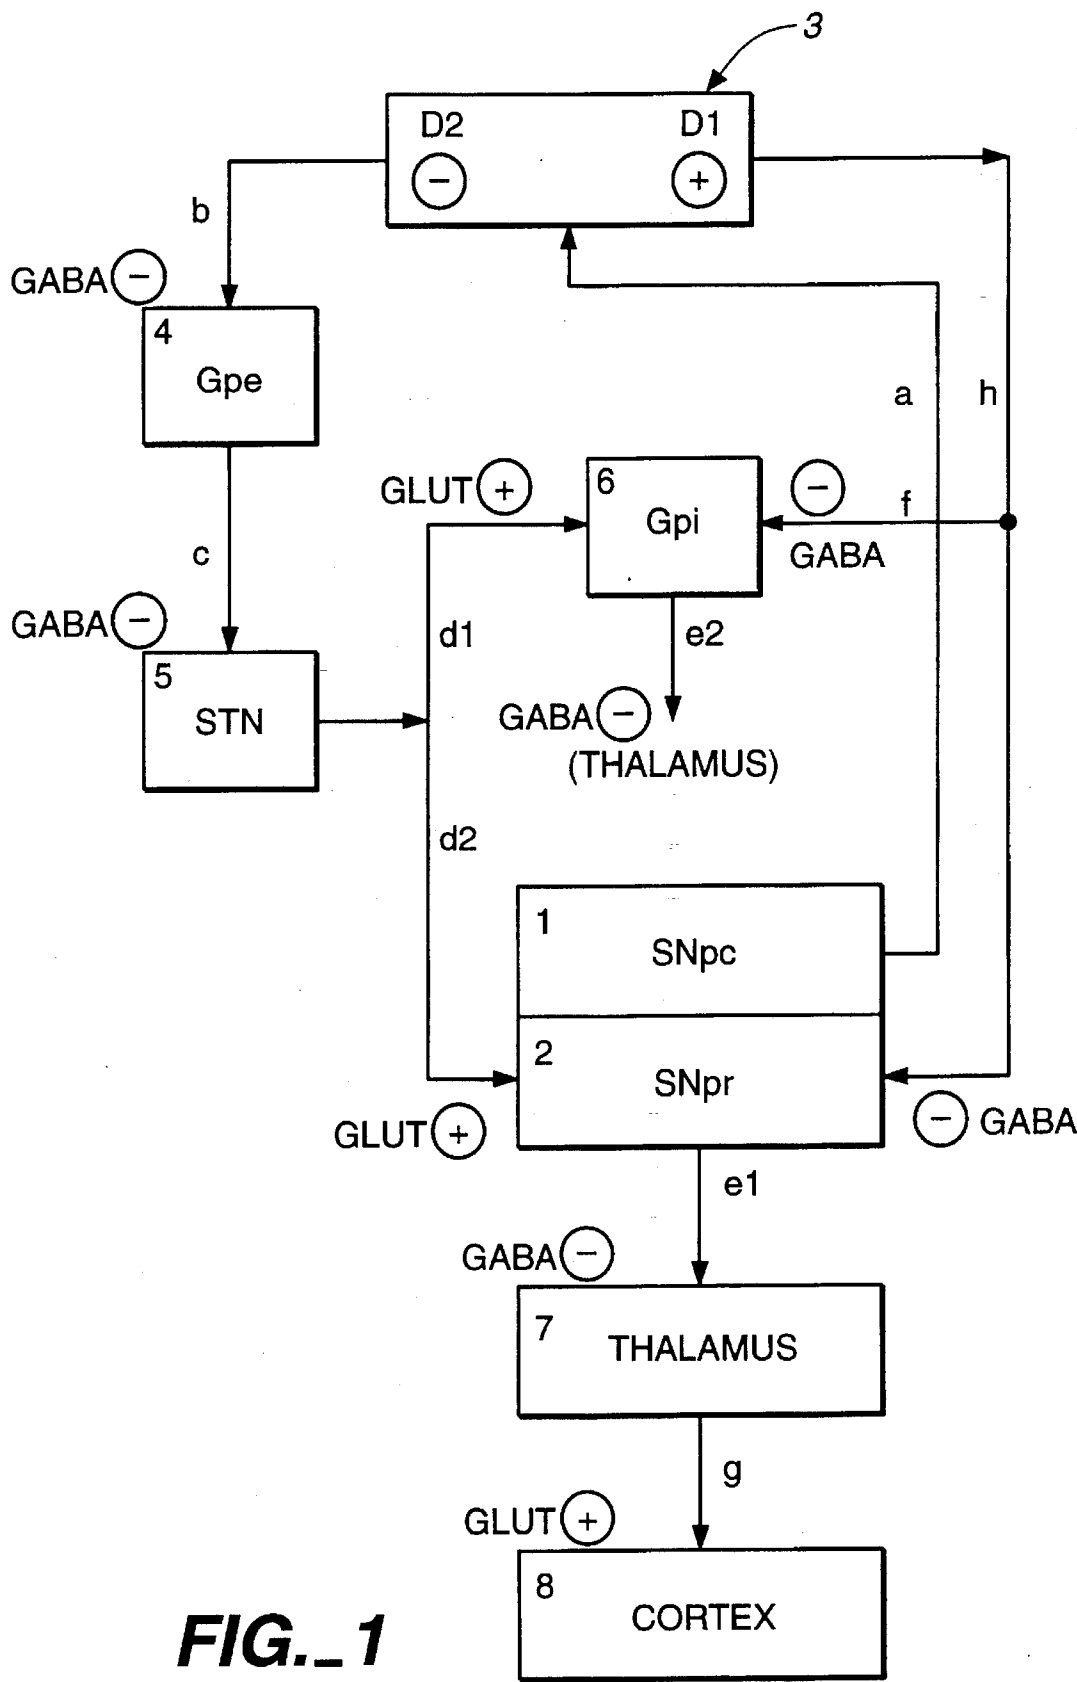 3
D2 D1
− +
b
GABA −
4
Gpe
a h
GLUT +
6
Gpi
−
f
GABA
c
GABA −
d1
e2
5
STN
GABA −
(THALAMUS)
d2
1
SNpc
2
SNpr
GLUT +
− GABA
e1
GABA −
7
THALAMUS
g
GLUT +
8
CORTEX
FIG._1